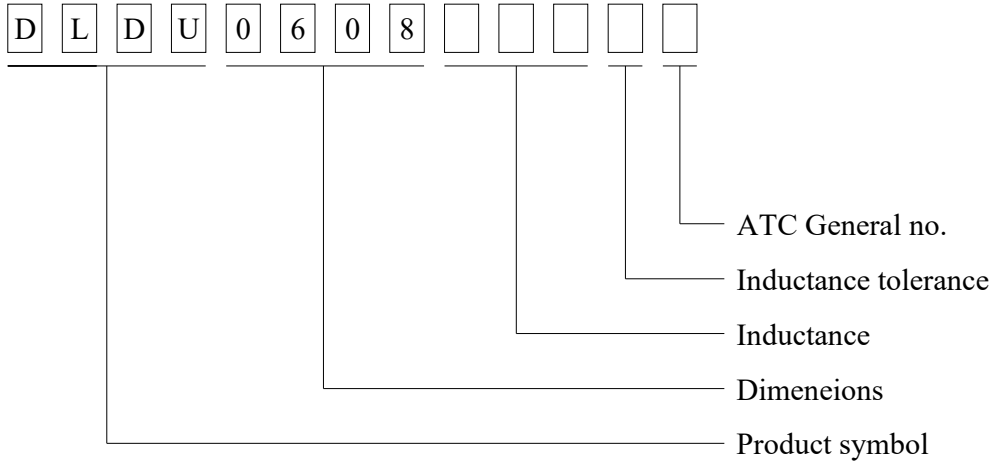 D L D U 0 6 0 8
ATC General no.
Inductance tolerance
Inductance
Dimeneions
Product symbol